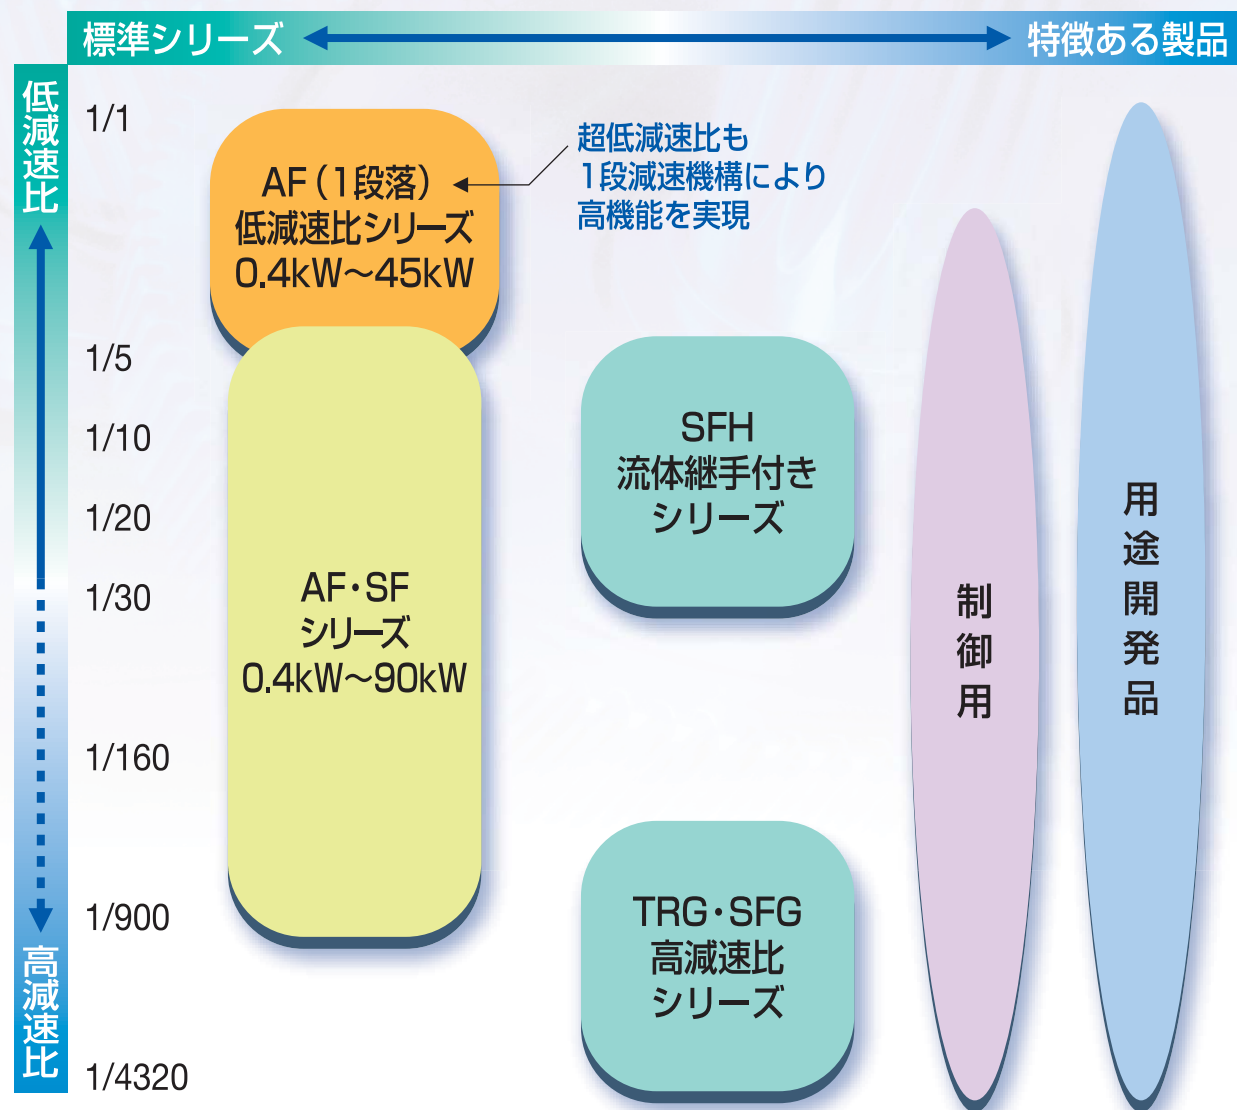 標準シリーズ
特徴ある製品
低減速比
1/1
1/5
1/10
1/20
1/30
1/160
1/900
1/4320
高減速比
AF（1段落）
低減速比シリーズ
0.4kW～45kW
超低減速比も
1段減速機構により
高機能を実現
AF・SF
シリーズ
0.4kW～90kW
SFH
流体継手付き
シリーズ
TRG・SFG
高減速比
シリーズ
制御用
用途開発品